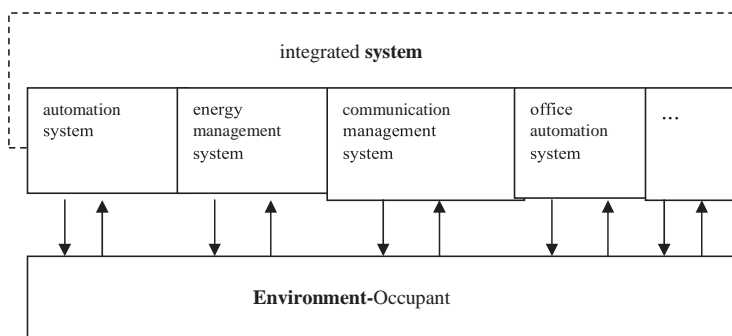 integrated system
automation
system
energy
management
system
communication
management
system
office
automation
system
...
Environment-Occupant